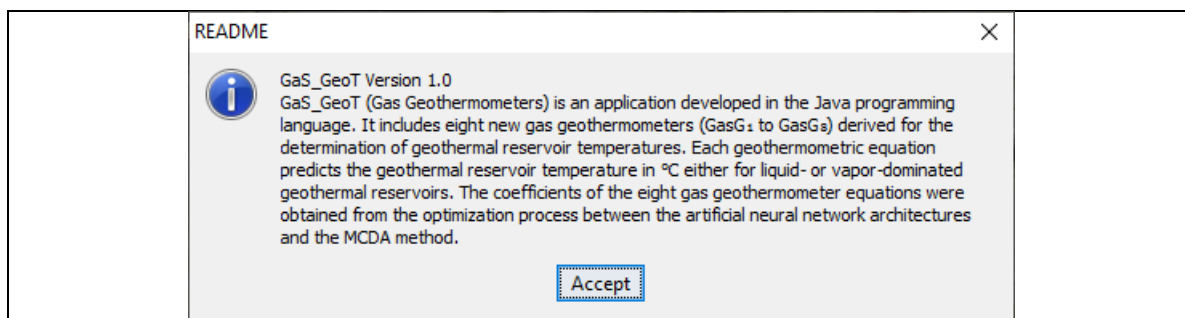 README
GaS_GeoT Version 1.0
GaS_GeoT (Gas Geothermometers) is an application developed in the Java programming
language. It includes eight new gas geothermometers (GasG₁ to GasG₈) derived for the
determination of geothermal reservoir temperatures. Each geothermometric equation
predicts the geothermal reservoir temperature in ºC either for liquid- or vapor-dominated
geothermal reservoirs. The coefficients of the eight gas geothermometer equations were
obtained from the optimization process between the artificial neural network architectures
and the MCDA method.
Accept